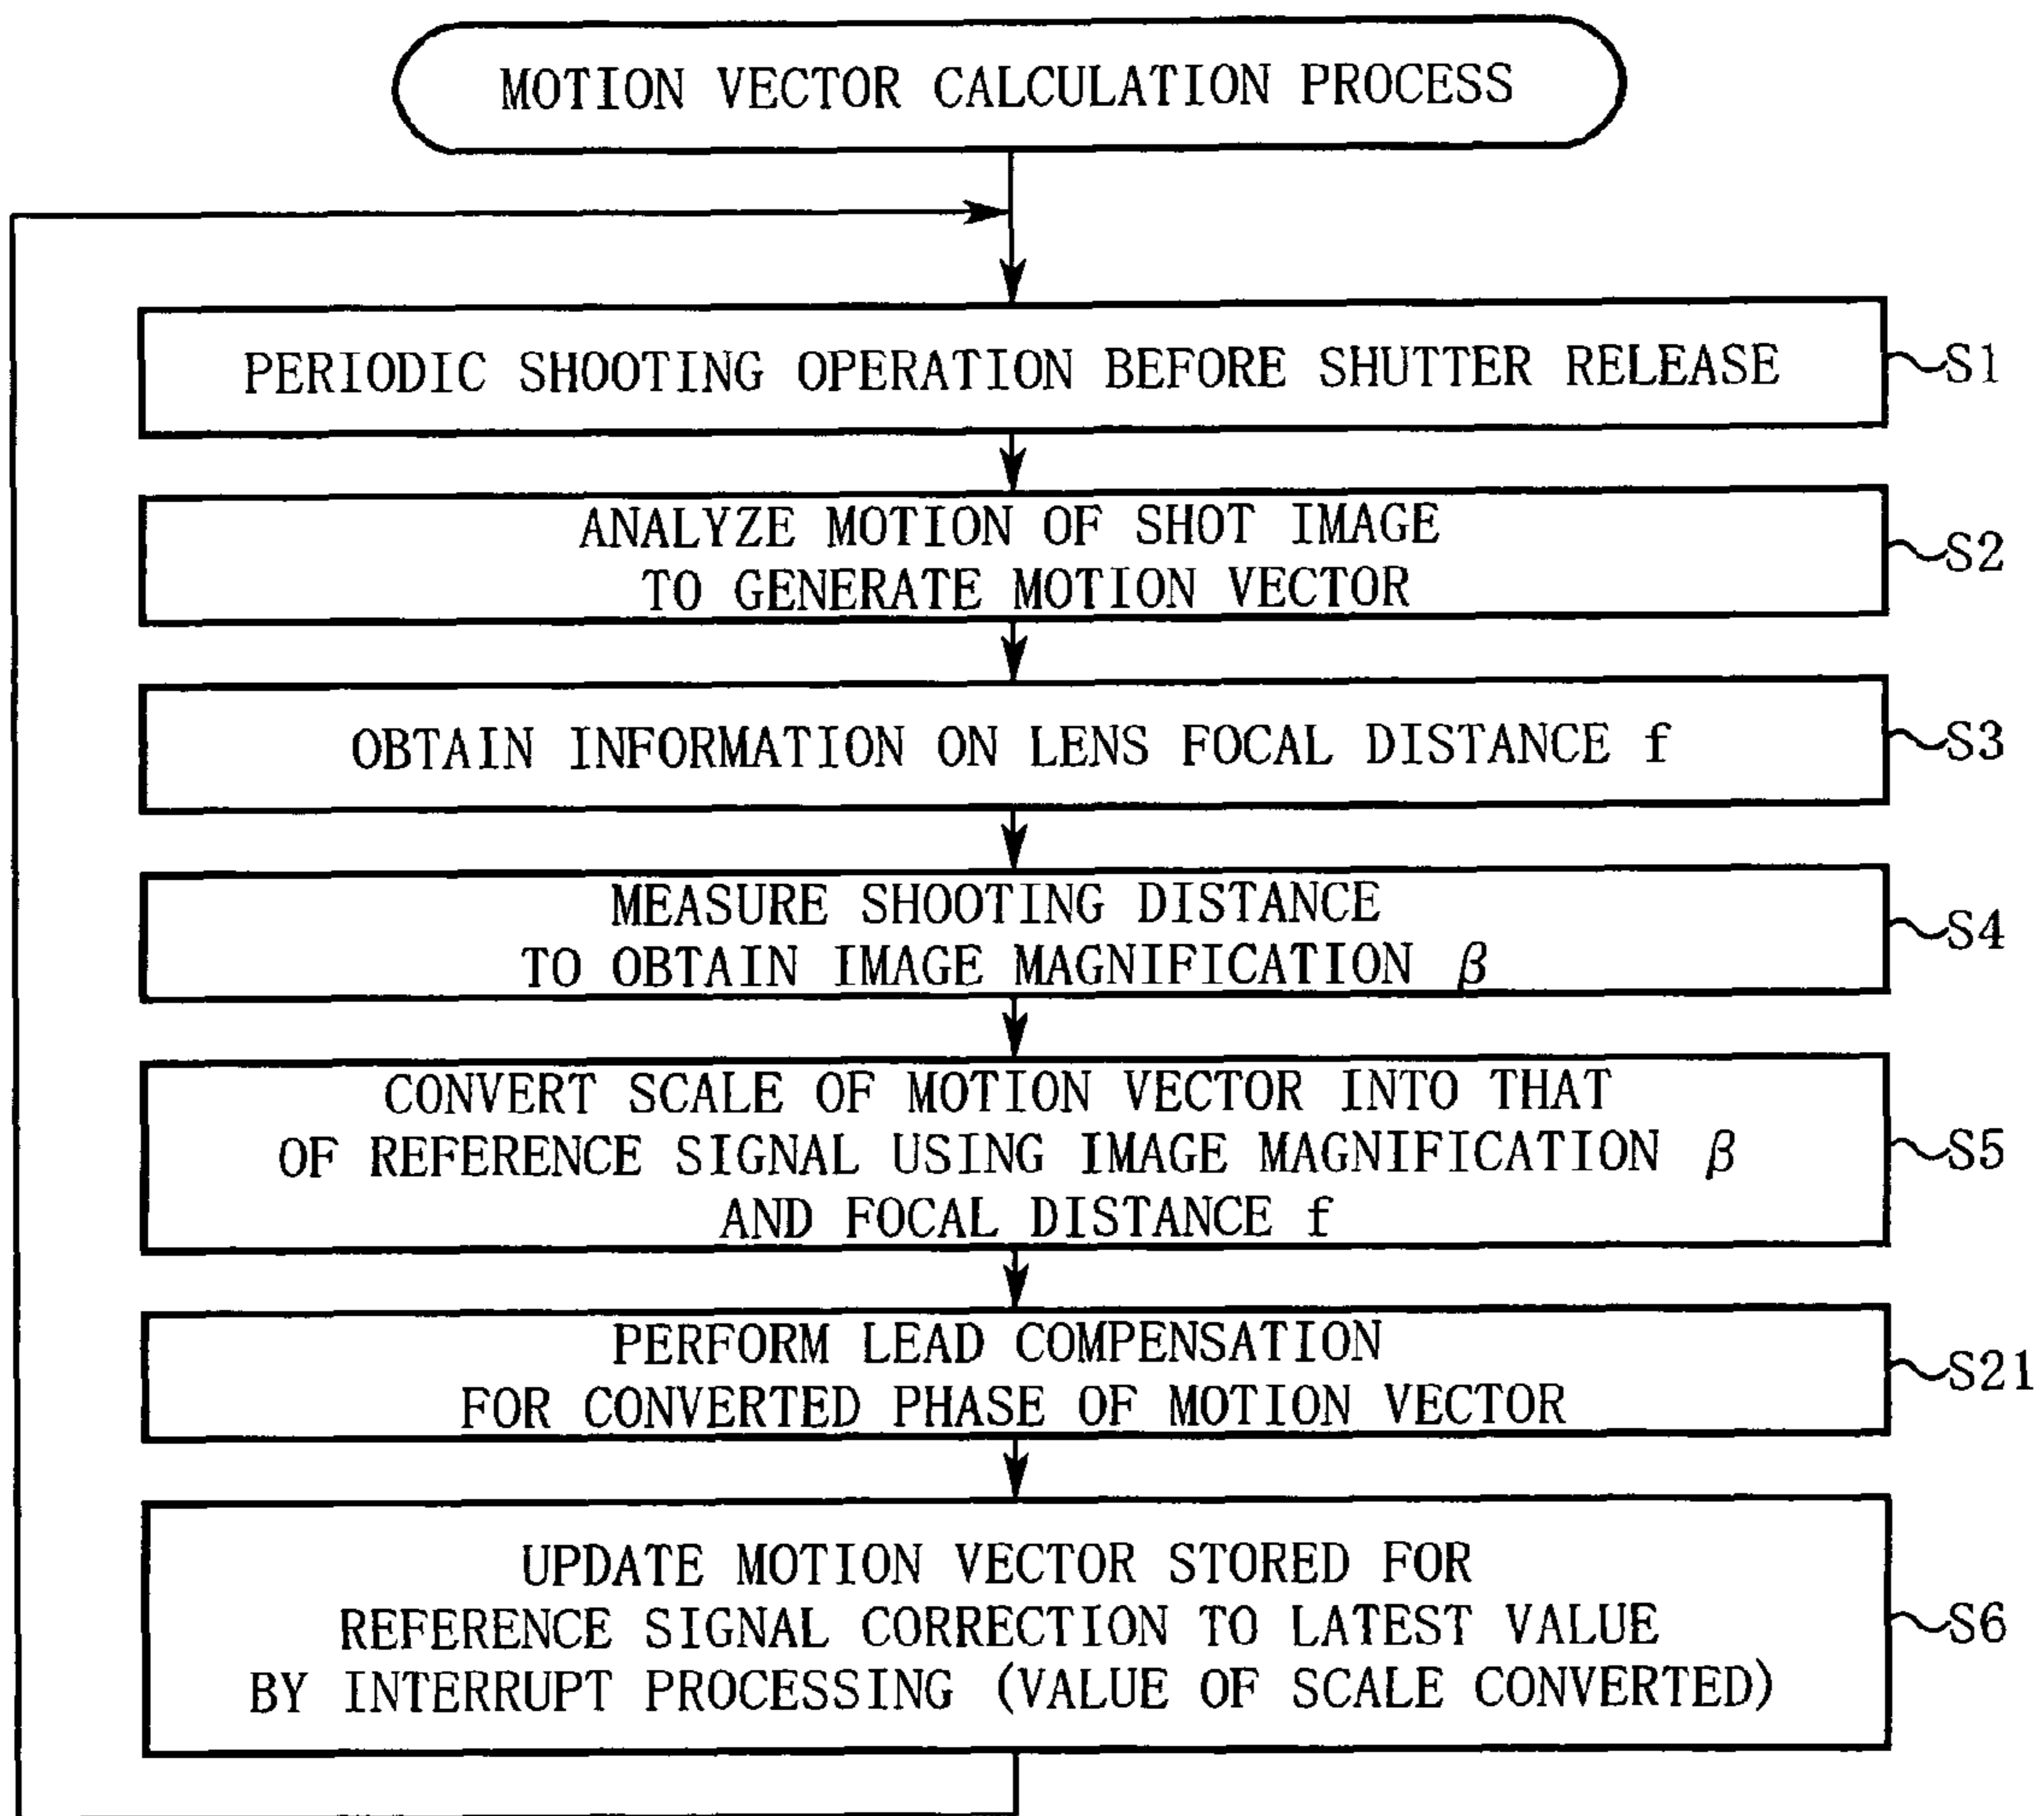 MOTION VECTOR CALCULATION PROCESS
PERIODIC SHOOTING OPERATION BEFORE SHUTTER RELEASE
S1
ANALYZE MOTION OF SHOT IMAGE
TO GENERATE MOTION VECTOR
S2
OBTAIN INFORMATION ON LENS FOCAL DISTANCE f
S3
MEASURE SHOOTING DISTANCE
TO OBTAIN IMAGE MAGNIFICATION β
S4
CONVERT SCALE OF MOTION VECTOR INTO THAT
OF REFERENCE SIGNAL USING IMAGE MAGNIFICATION β
AND FOCAL DISTANCE f
S5
PERFORM LEAD COMPENSATION
FOR CONVERTED PHASE OF MOTION VECTOR
S21
UPDATE MOTION VECTOR STORED FOR
REFERENCE SIGNAL CORRECTION TO LATEST VALUE
BY INTERRUPT PROCESSING (VALUE OF SCALE CONVERTED)
S6